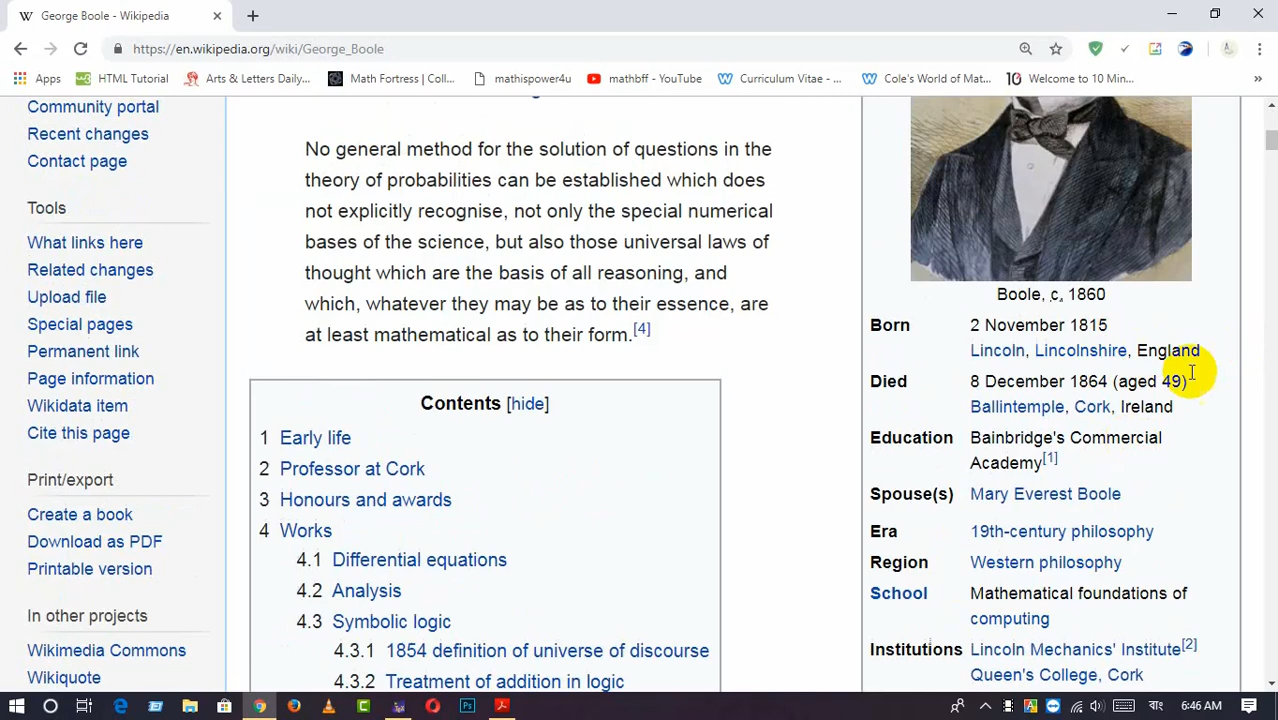 George Boole - Wikipedia
https://en.wikipedia.org/wiki/George_Boole
Apps
HTML Tutorial
Arts & Letters Daily...
Math Fortress | Coll...
mathispower4u
mathbff - YouTube
Curriculum Vitae - ...
Cole's World of Mat...
Welcome to 10 Min...
Community portal
Recent changes
Contact page
Tools
What links here
Related changes
Upload file
Special pages
Permanent link
Page information
Wikidata item
Cite this page
Print/export
Create a book
Download as PDF
Printable version
In other projects
Wikimedia Commons
Wikiquote
No general method for the solution of questions in the
theory of probabilities can be established which does
not explicitly recognise, not only the special numerical
bases of the science, but also those universal laws of
thought which are the basis of all reasoning, and
which, whatever they may be as to their essence, are
at least mathematical as to their form.[4]
Contents [hide]
1 Early life
2 Professor at Cork
3 Honours and awards
4 Works
4.1 Differential equations
4.2 Analysis
4.3 Symbolic logic
4.3.1 1854 definition of universe of discourse
4.3.2 Treatment of addition in logic
Boole, c. 1860
Born 2 November 1815
Lincoln, Lincolnshire, England
Died 8 December 1864 (aged 49)
Ballintemple, Cork, Ireland
Education Bainbridge's Commercial
Academy[1]
Spouse(s) Mary Everest Boole
Era 19th-century philosophy
Region Western philosophy
School Mathematical foundations of
computing
Institutions Lincoln Mechanics' Institute[2]
Queen's College, Cork
বাং
6:46 AM